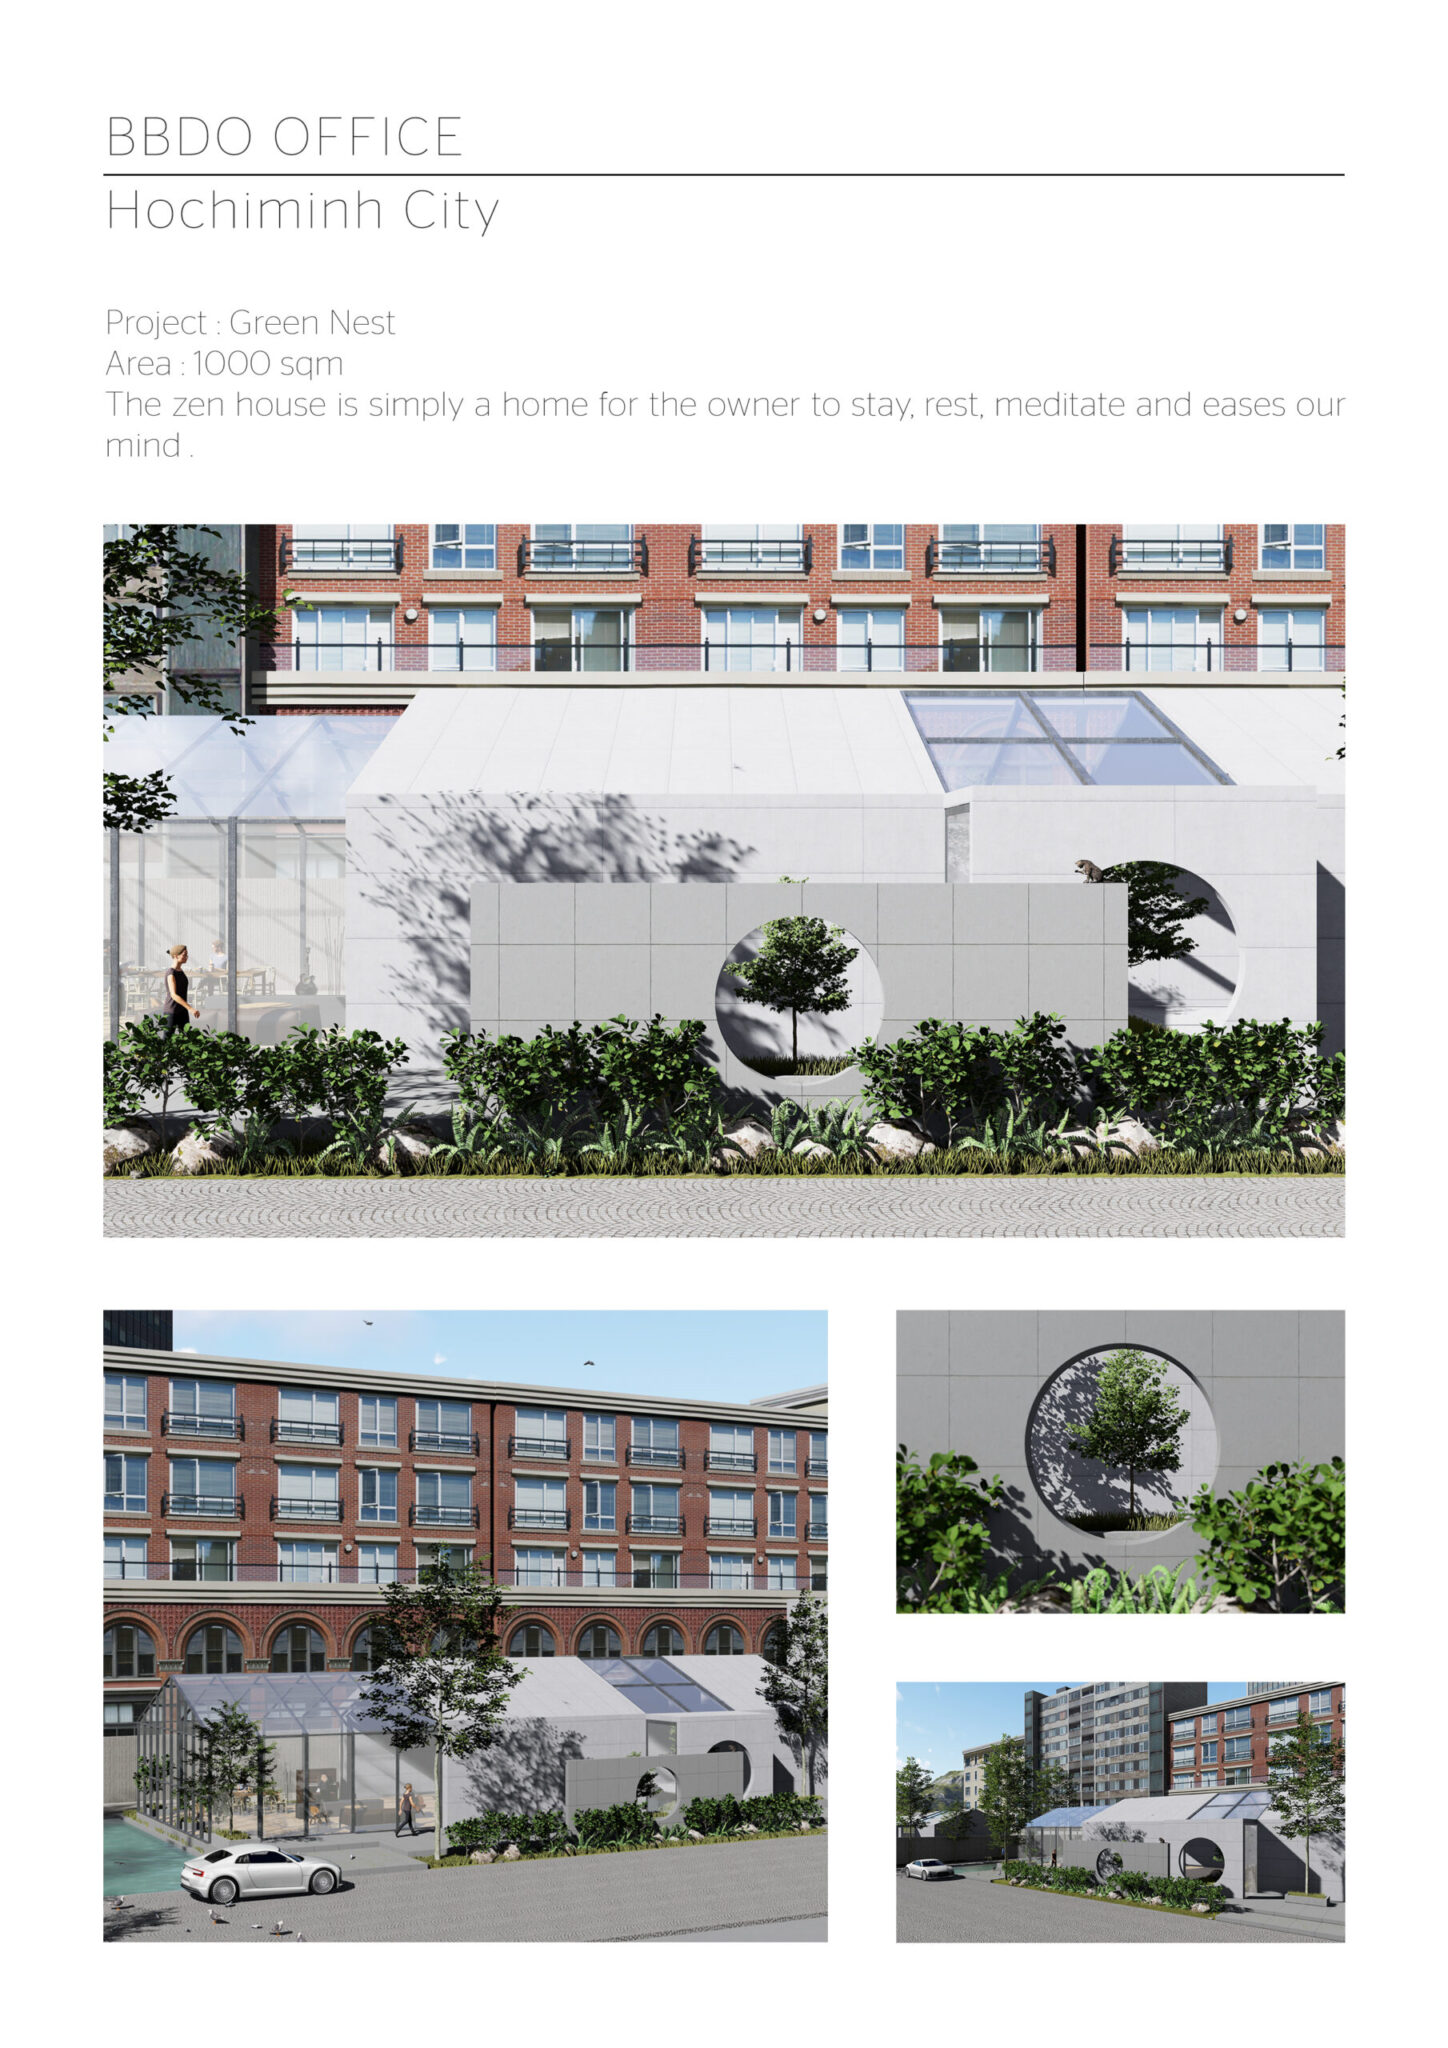 BBDO OFFICE
Hochiminh City
Project : Green Nest
Area : 1000 sqm
The zen house is simply a home for the owner to stay, rest, meditate and eases our
mind .